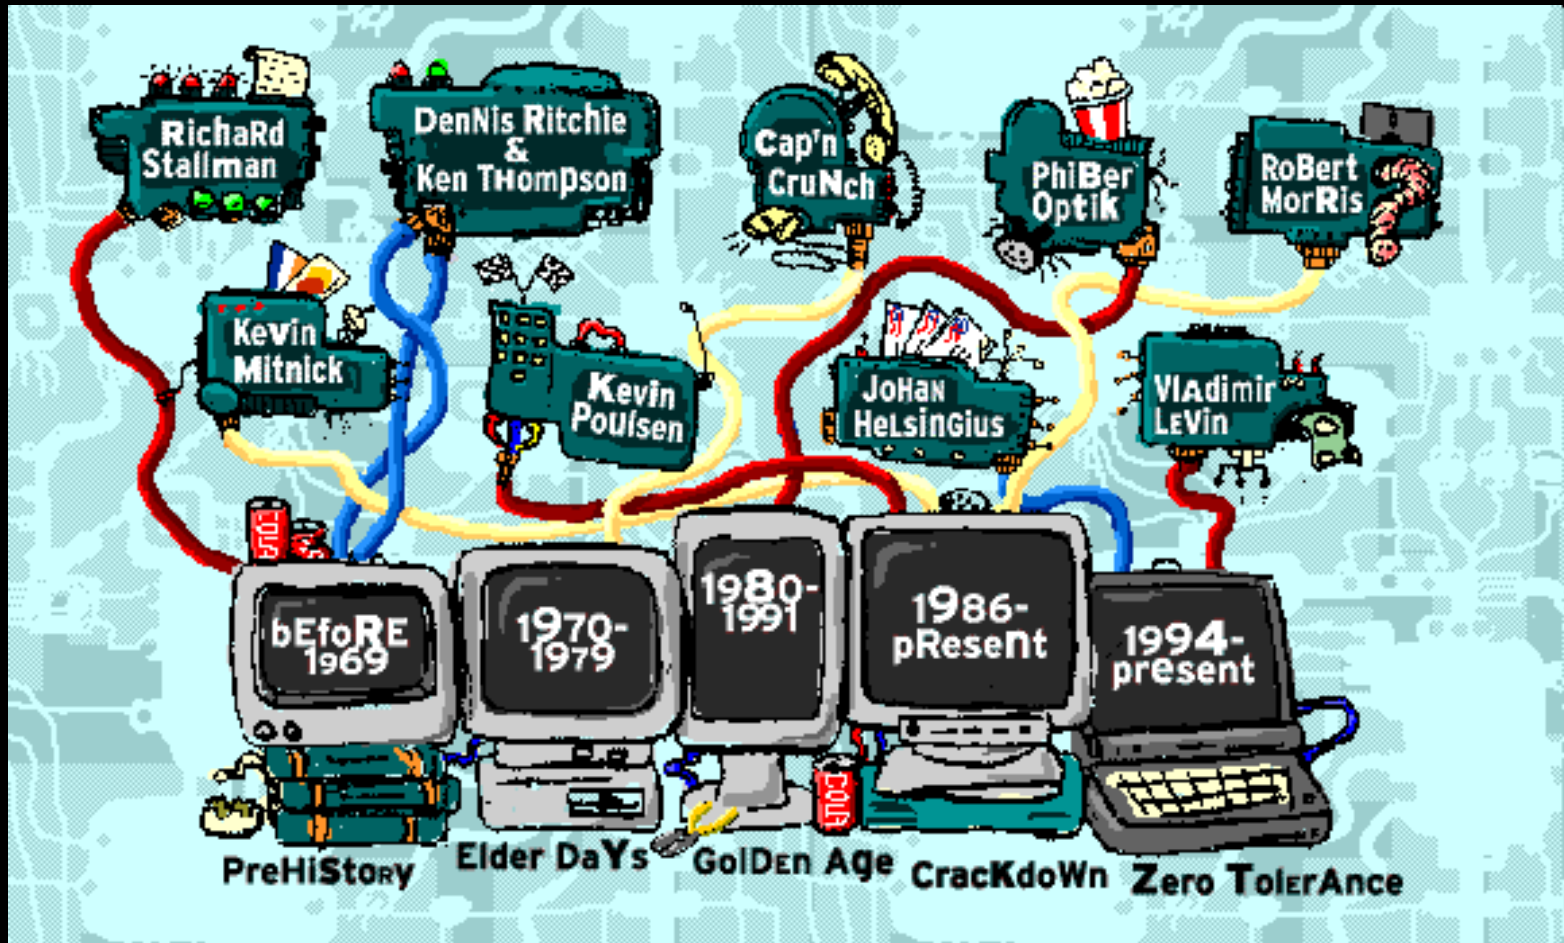 RichaRd
Stallman
DenNis Ritchie
&
Ken THompson
Cap'n
CruNch
PhiBer
Optik
RoBert
MorRis
Kevin
Mitnick
Kevin
Poulsen
JoHaN
HeLsinGius
VlAdimir
LeVin
COLA
bEfoRE
1969
1970-
1979
1980-
1991
1986-
pResent
1994-
present
COLA
PreHiStoRy
Elder DaYs
GolDEn Age
CracKdoWn
Zero TolErAnce